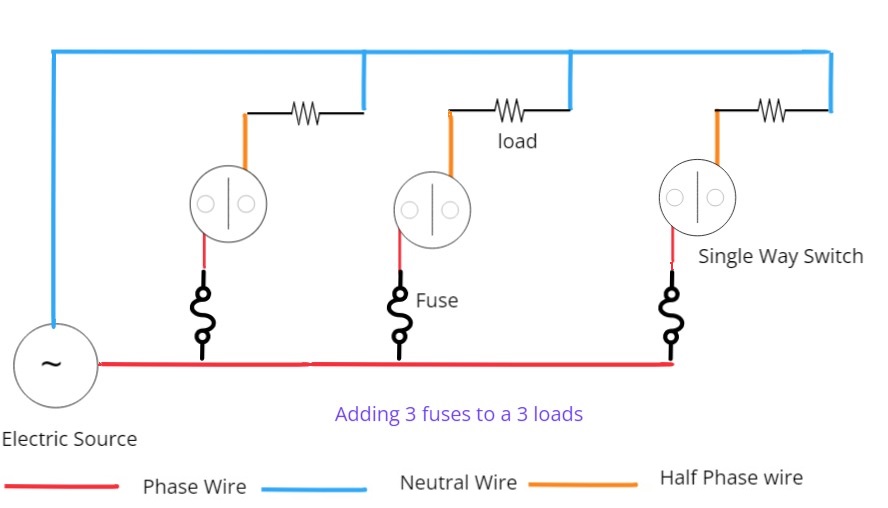 load
Single Way Switch
Fuse
~
Adding 3 fuses to a 3 loads
Electric Source
Phase Wire
Neutral Wire
Half Phase wire